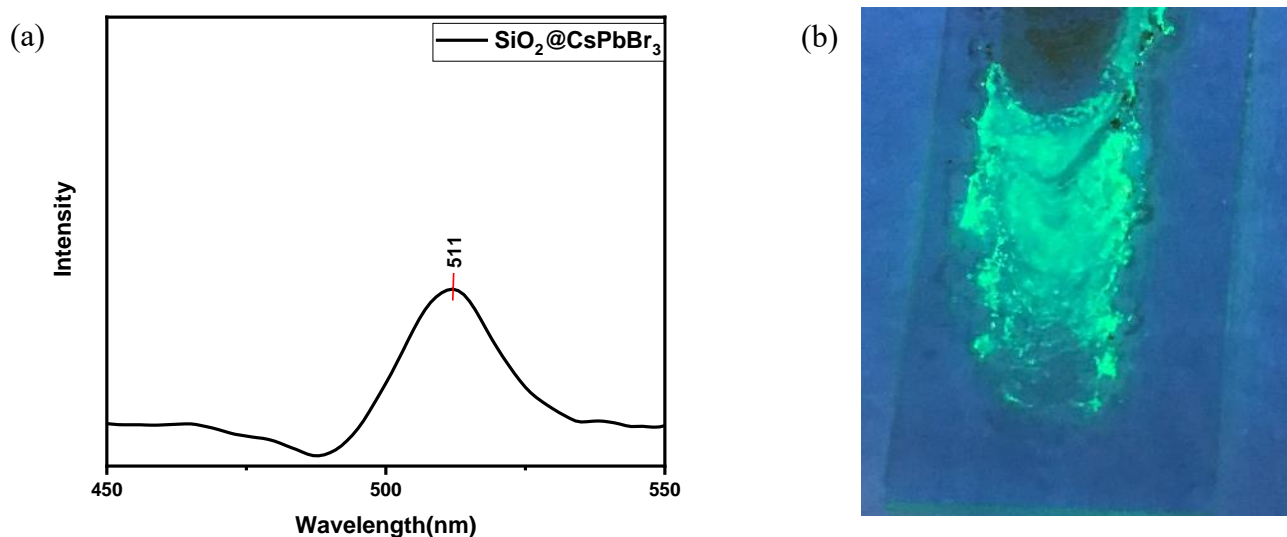 (a)
SiO₂@CsPbBr₃
Intensity
511
450
500
550
Wavelength(nm)
(b)